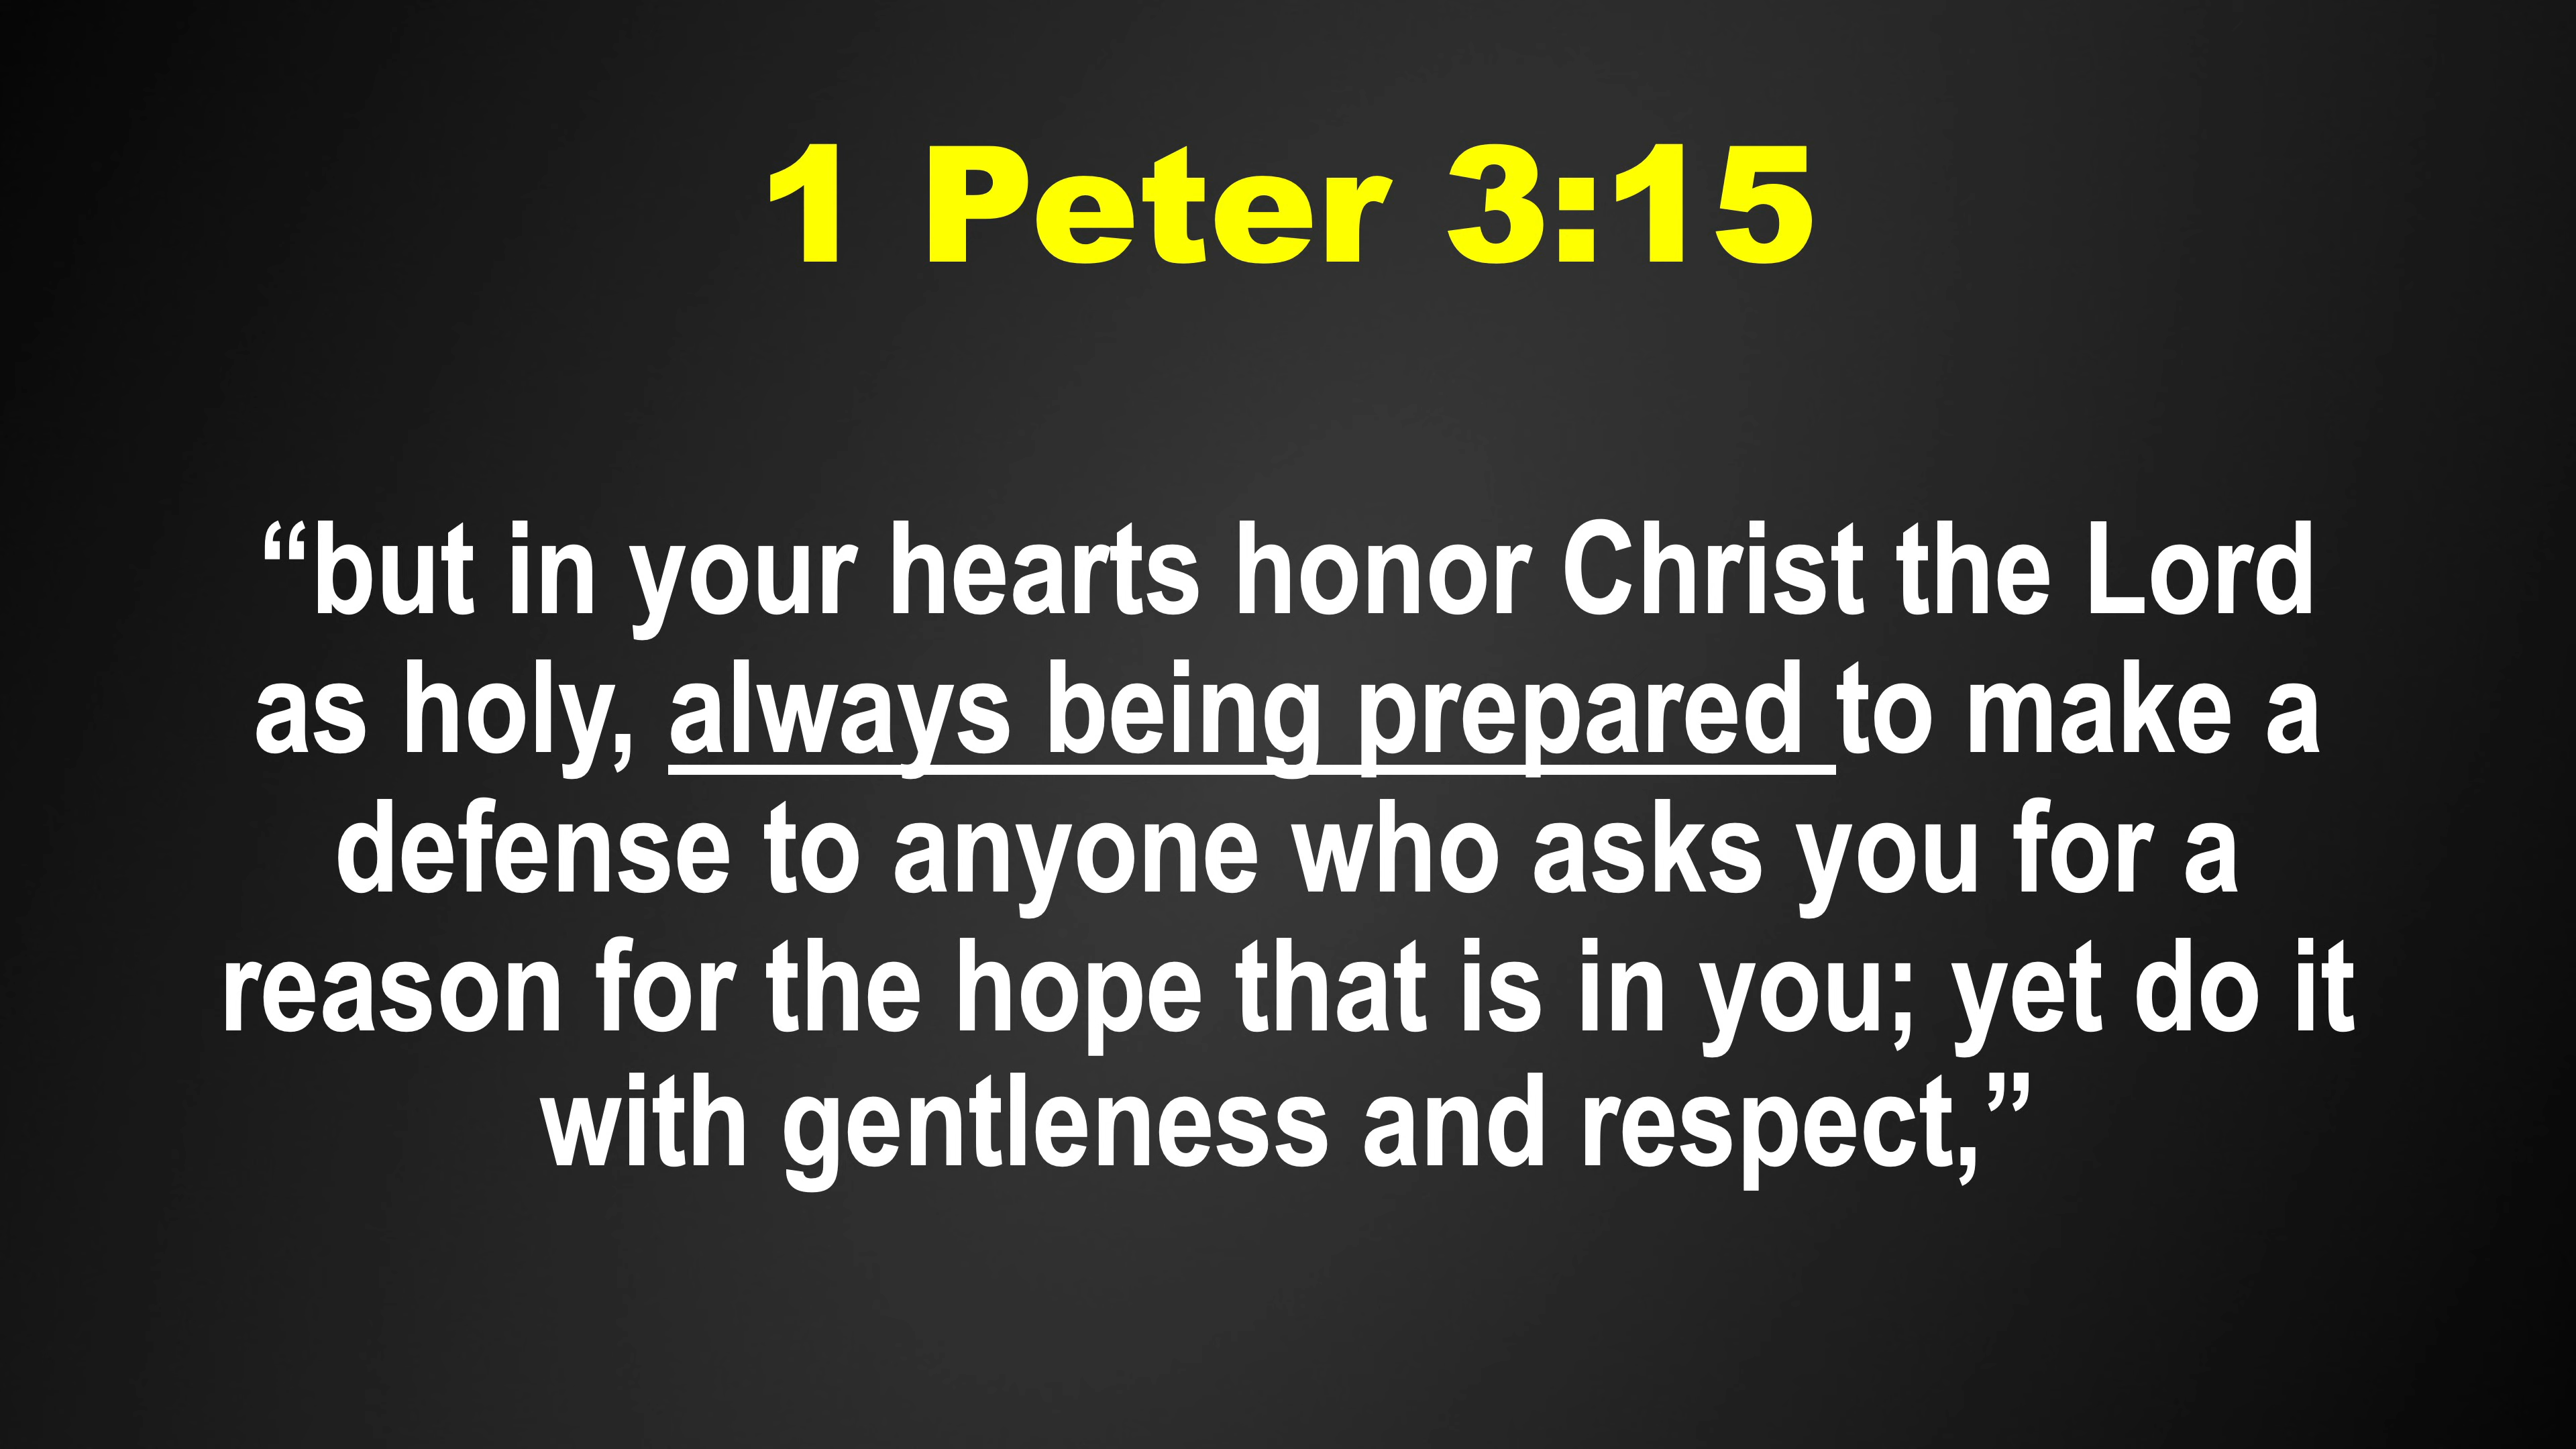 1 Peter 3:15
“but in your hearts honor Christ the Lord
as holy, always being prepared to make a
defense to anyone who asks you for a
reason for the hope that is in you; yet do it
with gentleness and respect,”